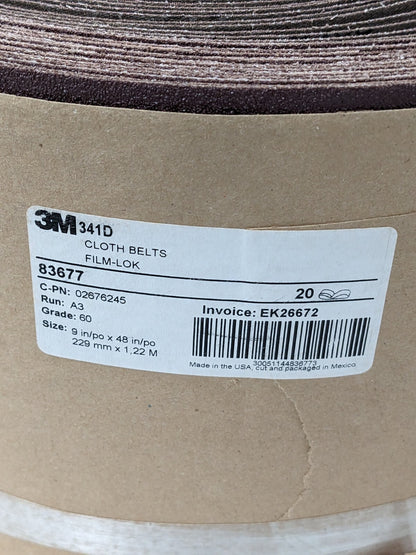 3M 341D
CLOTH BELTS
FILM-LOK
83677
20
C-PN: 02676245
Run: A3
Grade: 60
Size: 9 in/po x 48 in/po
229 mm x 1,22 M
Invoice: EK26672
30051144836773
Made in the USA, cut and packaged in Mexico